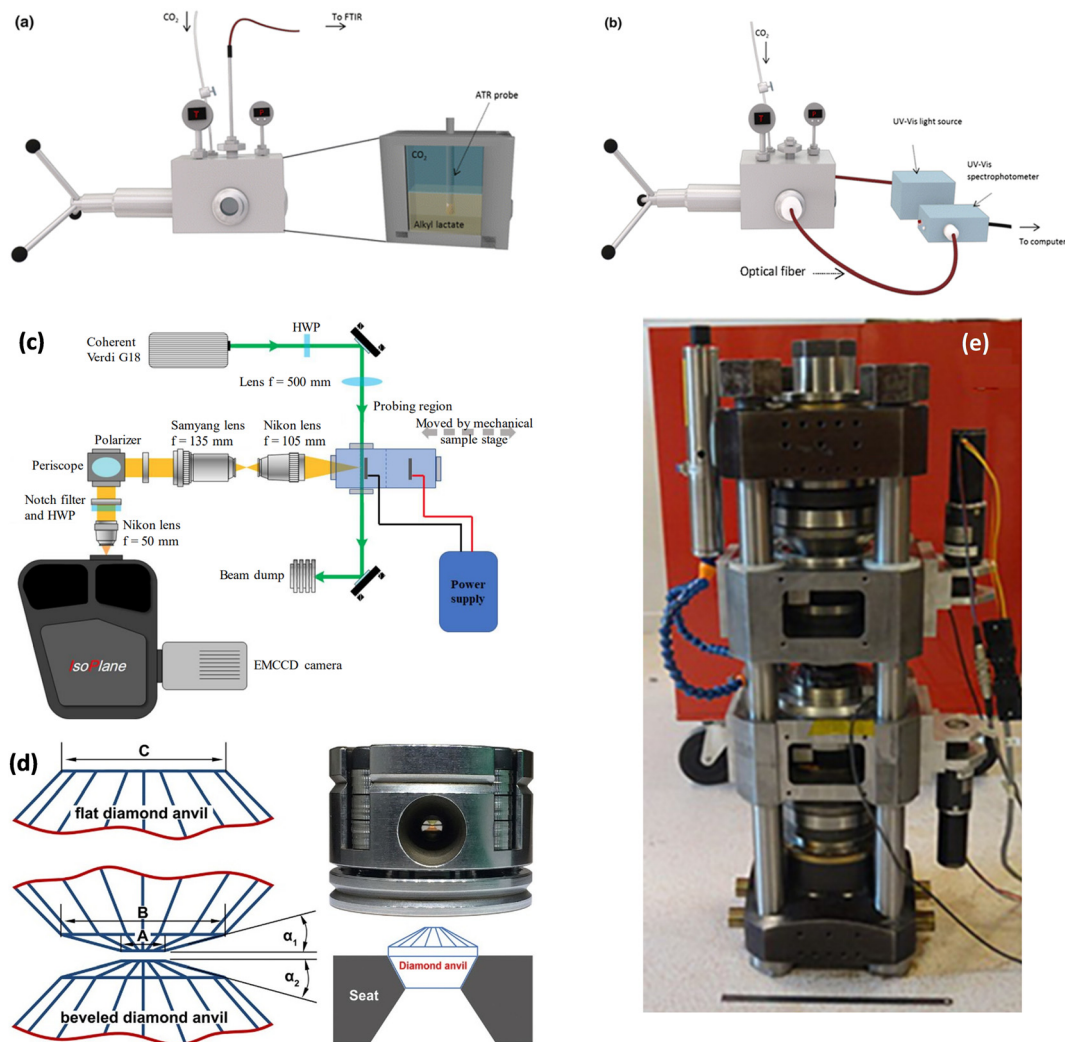 (a)
CO2
To FTIR
T
P
ATR probe
CO2
Alkyl lactate
(b)
CO2
T
P
UV-Vis light source
UV-Vis
spectrophotometer
To computer
Optical fiber
(c)
Coherent
Verdi G18
HWP
Lens f = 500 mm
Probing region
Moved by mechanical
sample stage
Samyang lens
f = 135 mm
Nikon lens
f = 105 mm
Polarizer
Periscope
Notch filter
and HWP
Nikon lens
f = 50 mm
Beam dump
Power
supply
IsoPlane
EMCCD camera
(d)
C
flat diamond anvil
B
A
α1
α2
beveled diamond anvil
Diamond anvil
Seat
(e)